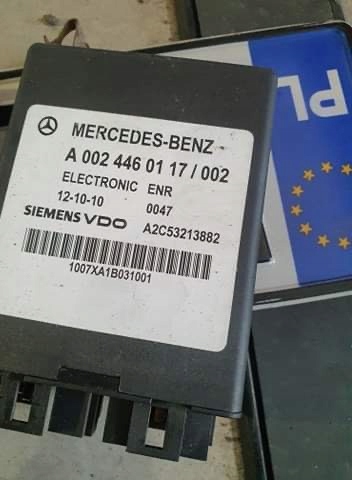 MERCEDES-BENZ
A 002 446 01 17 / 002
ELECTRONIC ENR
12-10-10 0047
SIEMENS VDO A2C53213882
1007XA1B031001
PL